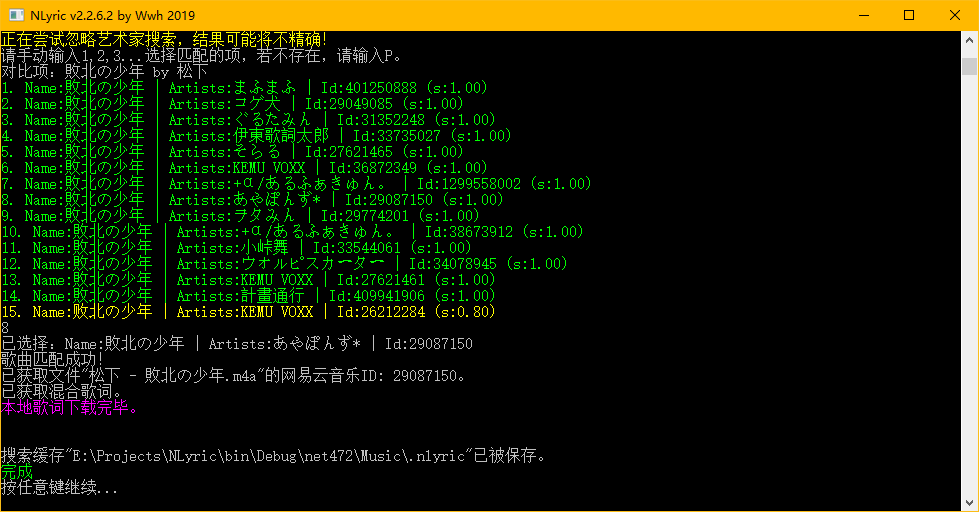 NLyric v2.2.6.2 by Wwh 2019
正在尝试忽略艺术家搜索，结果可能将不精确!
请手动输入1,2,3...选择匹配的项，若不存在，请输入P。
对比项：敗北の少年 by 松下
1. Name:敗北の少年 | Artists:まふまふ | Id:401250888 (s:1.00)
2. Name:敗北の少年 | Artists:コゲ犬 | Id:29049085 (s:1.00)
3. Name:敗北の少年 | Artists:ぐるたみん | Id:31352248 (s:1.00)
4. Name:敗北の少年 | Artists:伊東歌詞太郎 | Id:33735027 (s:1.00)
5. Name:敗北の少年 | Artists:そらる | Id:27621465 (s:1.00)
6. Name:敗北の少年 | Artists:KEMU VOXX | Id:36872349 (s:1.00)
7. Name:敗北の少年 | Artists:+α/あるふぁきゅん。 | Id:1299558002 (s:1.00)
8. Name:敗北の少年 | Artists:あやぽんず* | Id:29087150 (s:1.00)
9. Name:敗北の少年 | Artists:ヲタみん | Id:29774201 (s:1.00)
10. Name:敗北の少年 | Artists:+α/あるふぁきゅん。 | Id:38673912 (s:1.00)
11. Name:敗北の少年 | Artists:小峠舞 | Id:33544061 (s:1.00)
12. Name:敗北の少年 | Artists:ウォルピスカーター | Id:34078945 (s:1.00)
13. Name:敗北の少年 | Artists:KEMU VOXX | Id:27621461 (s:1.00)
14. Name:敗北の少年 | Artists:計畫通行 | Id:409941906 (s:1.00)
15. Name:敗北の少年 | Artists:KEMU VOXX | Id:26212284 (s:0.80)
8
已选择：Name:敗北の少年 | Artists:あやぽんず* | Id:29087150
歌曲匹配成功!
已获取文件"松下 - 敗北の少年.m4a"的网易云音乐ID: 29087150。
已获取混合歌词。
本地歌词下载完毕。
搜索缓存"E:\Projects\NLyric\bin\Debug\net472\Music\.nlyric"已被保存。
完成
按任意键继续...